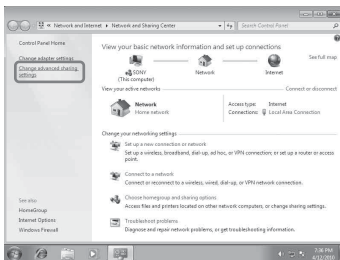 « Network and Internet ▸ Network and Sharing Center
Search Control Panel
Control Panel Home
Change adapter settings
Change advanced sharing settings
View your basic network information and set up connections
See full map
SONY
(This computer)
Network
Internet
View your active networks
Connect or disconnect
Network
Home network
Access type: Internet
Connections: Local Area Connection
Change your networking settings
Set up a new connection or network
Set up a wireless, broadband, dial-up, ad hoc, or VPN connection; or set up a router or access point.
Connect to a network
Connect or reconnect to a wireless, wired, dial-up, or VPN network connection.
Choose homegroup and sharing options
Access files and printers located on other network computers, or change sharing settings.
Troubleshoot problems
Diagnose and repair network problems, or get troubleshooting information.
See also
HomeGroup
Internet Options
Windows Firewall
7:36 PM
4/12/2010